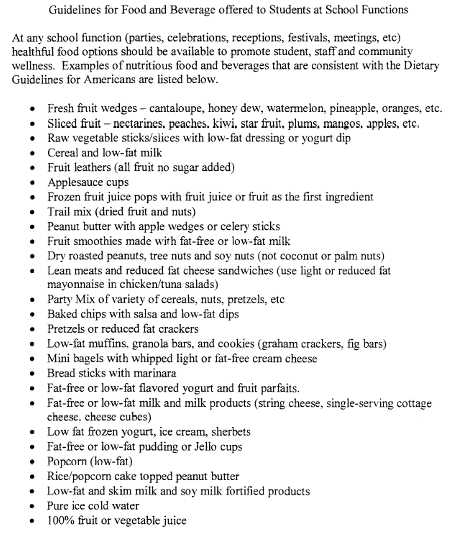 Guidelines for Food and Beverage offered to Students at School Functions
At any school function (parties, celebrations, receptions, festivals, meetings, etc)
healthful food options should be available to promote student, staff and community
wellness. Examples of nutritious food and beverages that are consistent with the Dietary
Guidelines for Americans are listed below.
• Fresh fruit wedges – cantaloupe, honey dew, watermelon, pineapple, oranges, etc.
• Sliced fruit – nectarines, peaches, kiwi, star fruit, plums, mangos, apples, etc.
• Raw vegetable sticks/slices with low-fat dressing or yogurt dip
• Cereal and low-fat milk
• Fruit leathers (all fruit no sugar added)
• Applesauce cups
• Frozen fruit juice pops with fruit juice or fruit as the first ingredient
• Trail mix (dried fruit and nuts)
• Peanut butter with apple wedges or celery sticks
• Fruit smoothies made with fat-free or low-fat milk
• Dry roasted peanuts, tree nuts and soy nuts (not coconut or palm nuts)
• Lean meats and reduced fat cheese sandwiches (use light or reduced fat
mayonnaise in chicken/tuna salads)
• Party Mix of variety of cereals, nuts, pretzels, etc
• Baked chips with salsa and low-fat dips
• Pretzels or reduced fat crackers
• Low-fat muffins, granola bars, and cookies (graham crackers, fig bars)
• Mini bagels with whipped light or fat-free cream cheese
• Bread sticks with marinara
• Fat-free or low-fat flavored yogurt and fruit parfaits.
• Fat-free or low-fat milk and milk products (string cheese, single-serving cottage
cheese, cheese cubes)
• Low fat frozen yogurt, ice cream, sherbets
• Fat-free or low-fat pudding or Jello cups
• Popcorn (low-fat)
• Rice/popcorn cake topped peanut butter
• Low-fat and skim milk and soy milk fortified products
• Pure ice cold water
• 100% fruit or vegetable juice